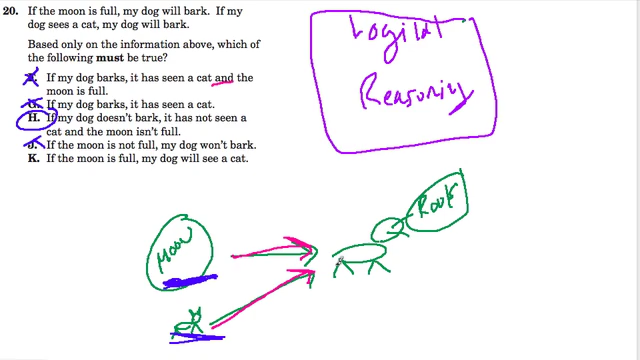 20. If the moon is full, my dog will bark. If my
dog sees a cat, my dog will bark.
Based only on the information above, which of
the following must be true?
If my dog barks, it has seen a cat and the
moon is full.
G. If my dog barks, it has seen a cat.
H. If my dog doesn't bark, it has not seen a
cat and the moon isn't full.
J. If the moon is not full, my dog won't bark.
K. If the moon is full, my dog will see a cat.
Logical
Reasoning
Moon